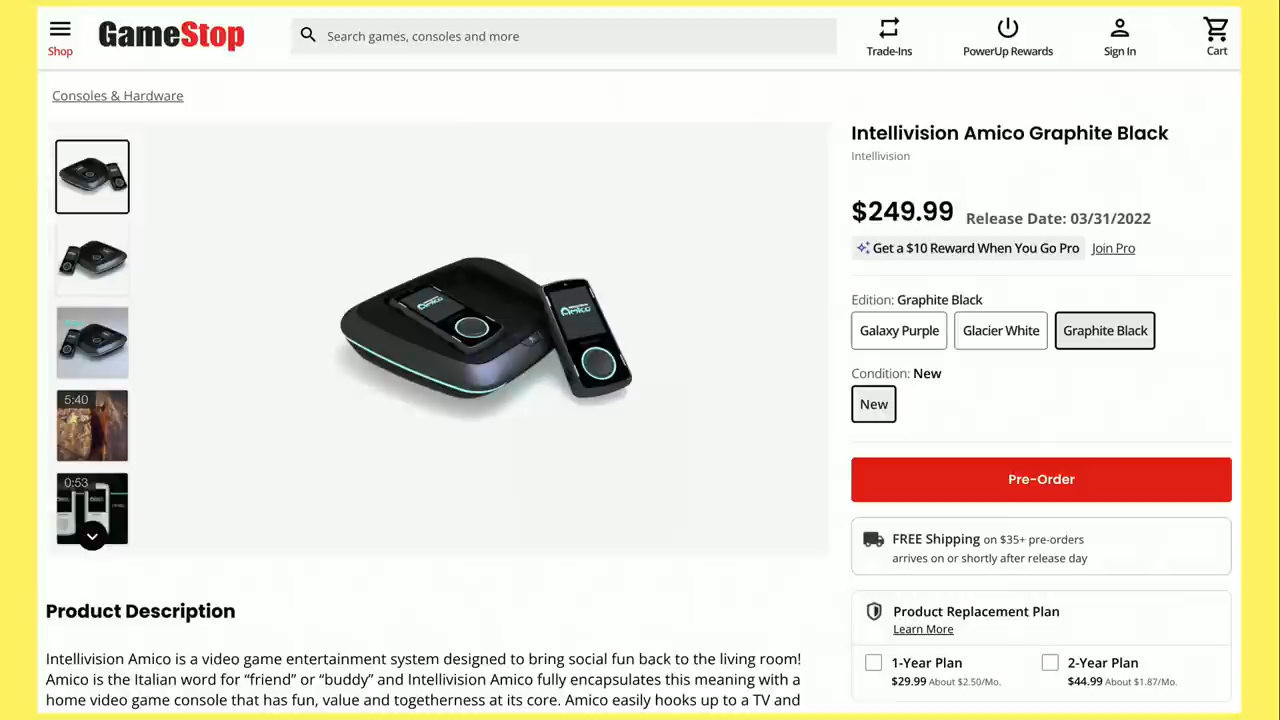 Shop
GameStop
Search games, consoles and more
Trade-Ins
PowerUp Rewards
Sign In
Cart
Consoles & Hardware
5:40
0:53
Amico
Intellivision Amico Graphite Black
Intellivision
$249.99 Release Date: 03/31/2022
Get a $10 Reward When You Go Pro Join Pro
Edition: Graphite Black
Galaxy Purple Glacier White Graphite Black
Condition: New
New
Pre-Order
FREE Shipping on $35+ pre-orders
arrives on or shortly after release day
Product Replacement Plan
Learn More
1-Year Plan 2-Year Plan
$29.99 About $2.50/Mo. $44.99 About $1.87/Mo.
Product Description
Intellivision Amico is a video game entertainment system designed to bring social fun back to the living room!
Amico is the Italian word for “friend” or “buddy” and Intellivision Amico fully encapsulates this meaning with a
home video game console that has fun, value and togetherness at its core. Amico easily hooks up to a TV and